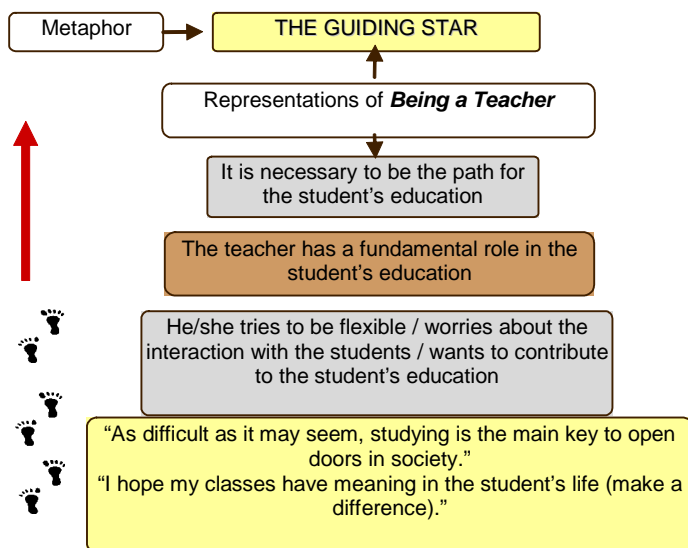 Metaphor
THE GUIDING STAR
Representations of Being a Teacher
It is necessary to be the path for
the student’s education
The teacher has a fundamental role in the
student’s education
He/she tries to be flexible / worries about the
interaction with the students / wants to contribute
to the student’s education
“As difficult as it may seem, studying is the main key to open
doors in society.”
“I hope my classes have meaning in the student’s life (make a
difference).”